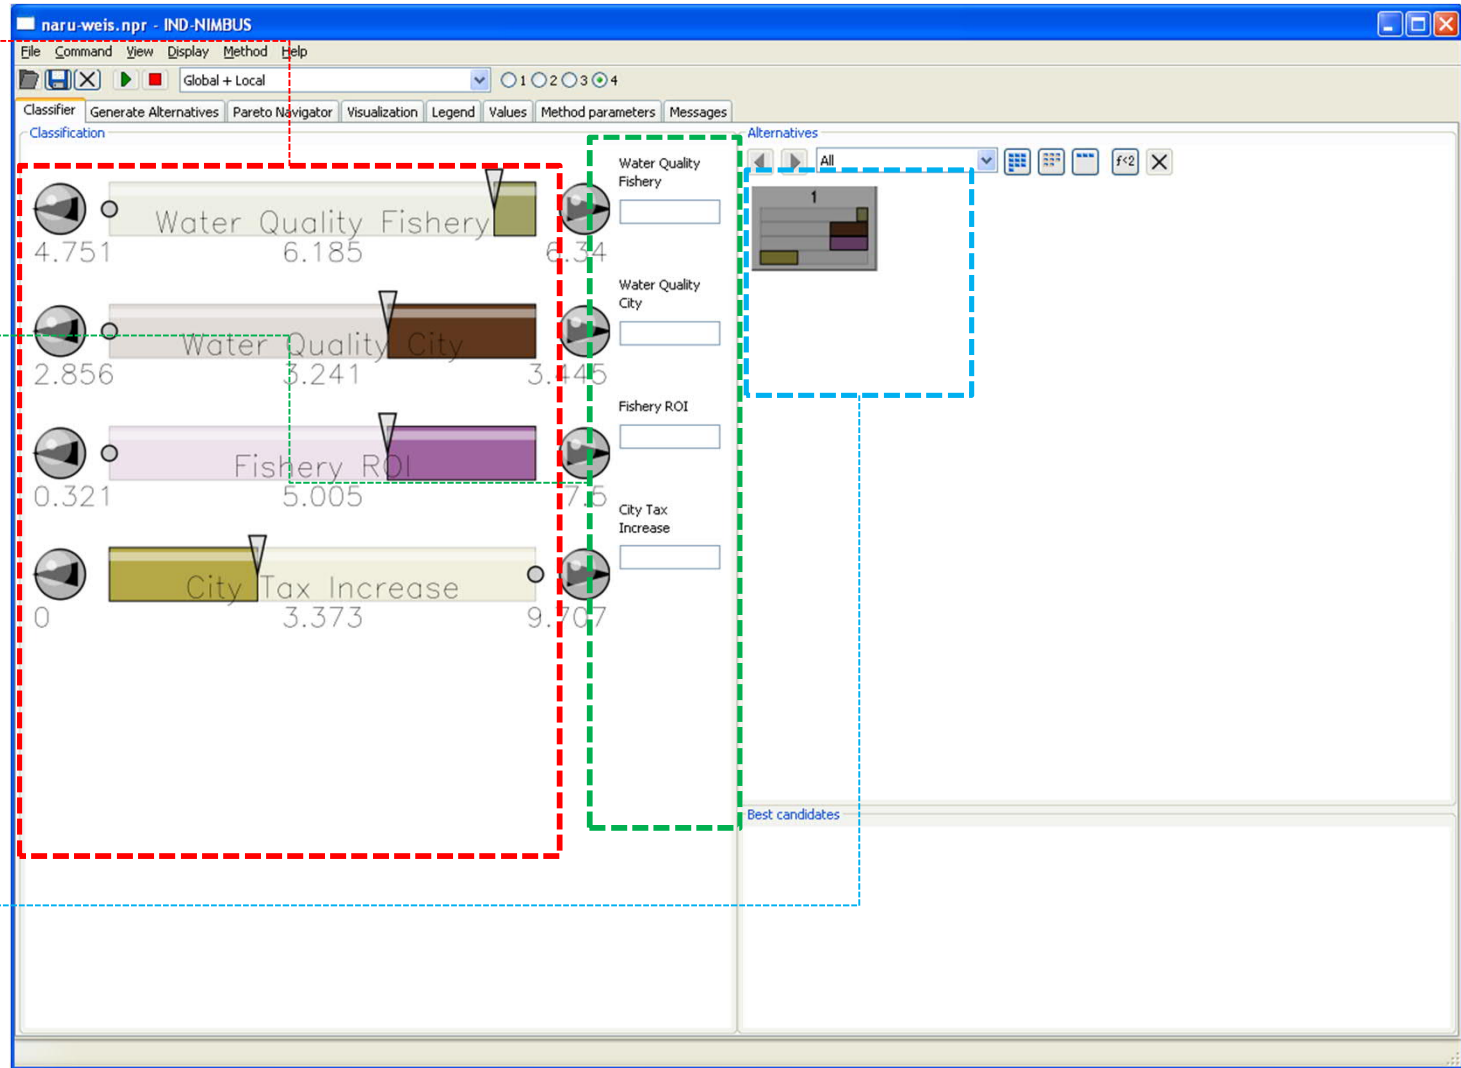 naru-weis.npr - IND-NIMBUS
File Command View Display Method Help
Global + Local 1 2 3 4
Classifier Generate Alternatives Pareto Navigator Visualization Legend Values Method parameters Messages
Classification
Alternatives
All f<2
Water Quality Fishery
4.751 6.185 6.34
Water Quality City
2.856 3.241 3.445
Fishery ROI
0.321 5.005 7.5
City Tax Increase
0 3.373 9.707
Water Quality
Fishery
Water Quality
City
Fishery ROI
City Tax
Increase
1
Best candidates